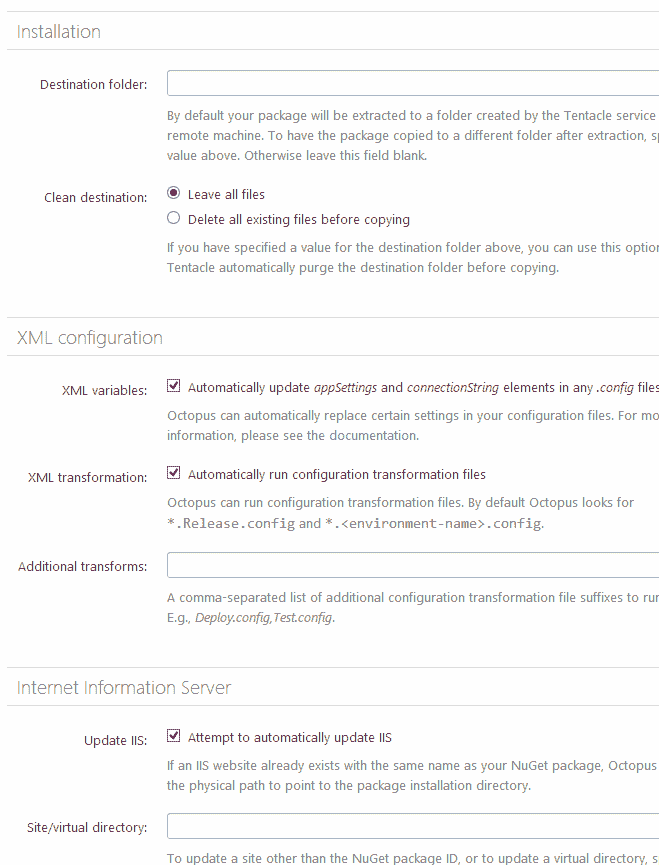 Installation
Destination folder:
By default your package will be extracted to a folder created by the Tentacle service
remote machine. To have the package copied to a different folder after extraction, sp
value above. Otherwise leave this field blank.
Clean destination:
Leave all files
Delete all existing files before copying
If you have specified a value for the destination folder above, you can use this option
Tentacle automatically purge the destination folder before copying.
XML configuration
XML variables:
Automatically update appSettings and connectionString elements in any .config files
Octopus can automatically replace certain settings in your configuration files. For mo
information, please see the documentation.
XML transformation:
Automatically run configuration transformation files
Octopus can run configuration transformation files. By default Octopus looks for
*.Release.config and *.<environment-name>.config.
Additional transforms:
A comma-separated list of additional configuration transformation file suffixes to run
E.g., Deploy.config,Test.config.
Internet Information Server
Update IIS:
Attempt to automatically update IIS
If an IIS website already exists with the same name as your NuGet package, Octopus
the physical path to point to the package installation directory.
Site/virtual directory:
To update a site other than the NuGet package ID, or to update a virtual directory, s